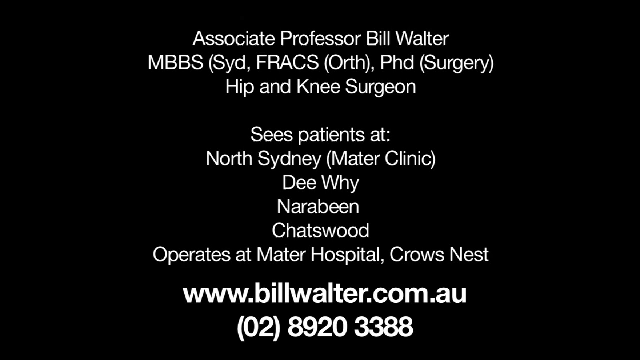 Associate Professor Bill Walter
MBBS (Syd, FRACS (Orth), Phd (Surgery)
Hip and Knee Surgeon
Sees patients at:
North Sydney (Mater Clinic)
Dee Why
Narabeen
Chatswood
Operates at Mater Hospital, Crows Nest
www.billwalter.com.au
(02) 8920 3388